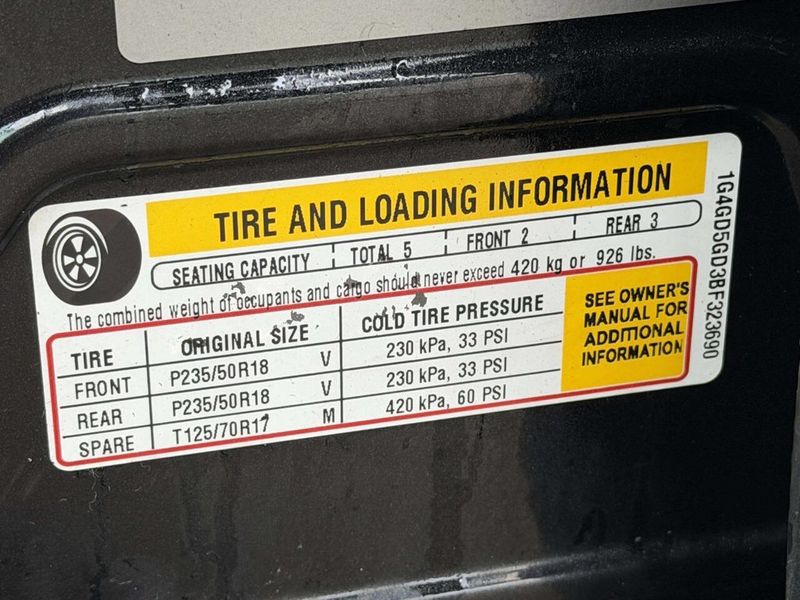 TIRE AND LOADING INFORMATION
SEATING CAPACITY TOTAL 5 FRONT 2 REAR 3
The combined weight of occupants and cargo should never exceed 420 kg or 926 lbs.
TIRE ORIGINAL SIZE COLD TIRE PRESSURE
FRONT P235/50R18 V 230 kPa, 33 PSI
REAR P235/50R18 V 230 kPa, 33 PSI
SPARE T125/70R17 M 420 kPa, 60 PSI
SEE OWNER'S
MANUAL FOR
ADDITIONAL
INFORMATION
1G4GD5GD3BF323690